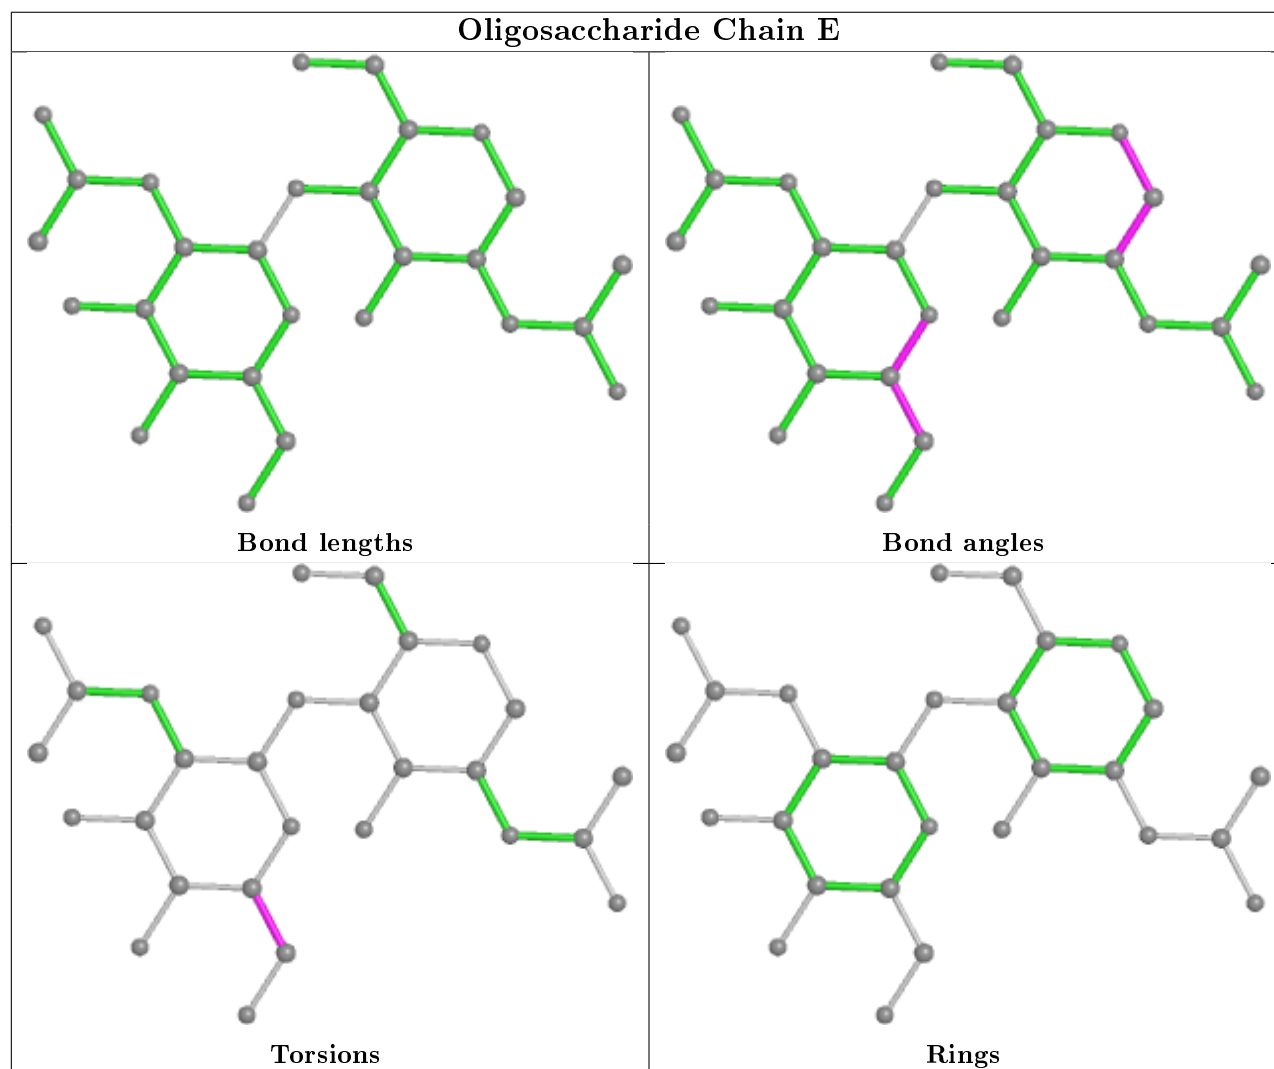 Oligosaccharide Chain E
Bond lengths
Bond angles
Torsions
Rings